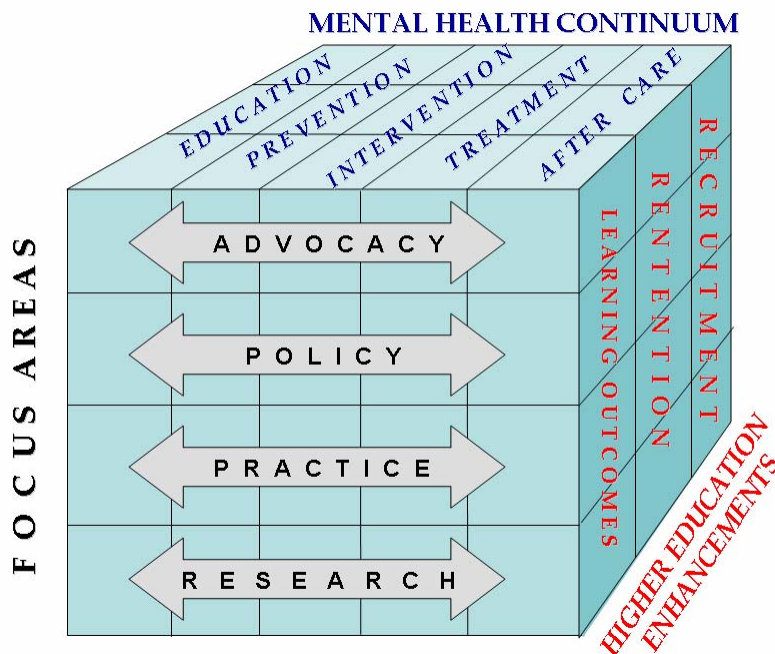 MENTAL HEALTH CONTINUUM
EDUCATION
PREVENTION
INTERVENTION
TREATMENT
AFTER CARE
FOCUS AREAS
ADVOCACY
POLICY
PRACTICE
RESEARCH
LEARNING OUTCOMES
RENTENTION
RECRUITMENT
HIGHER EDUCATION
ENHANCEMENTS